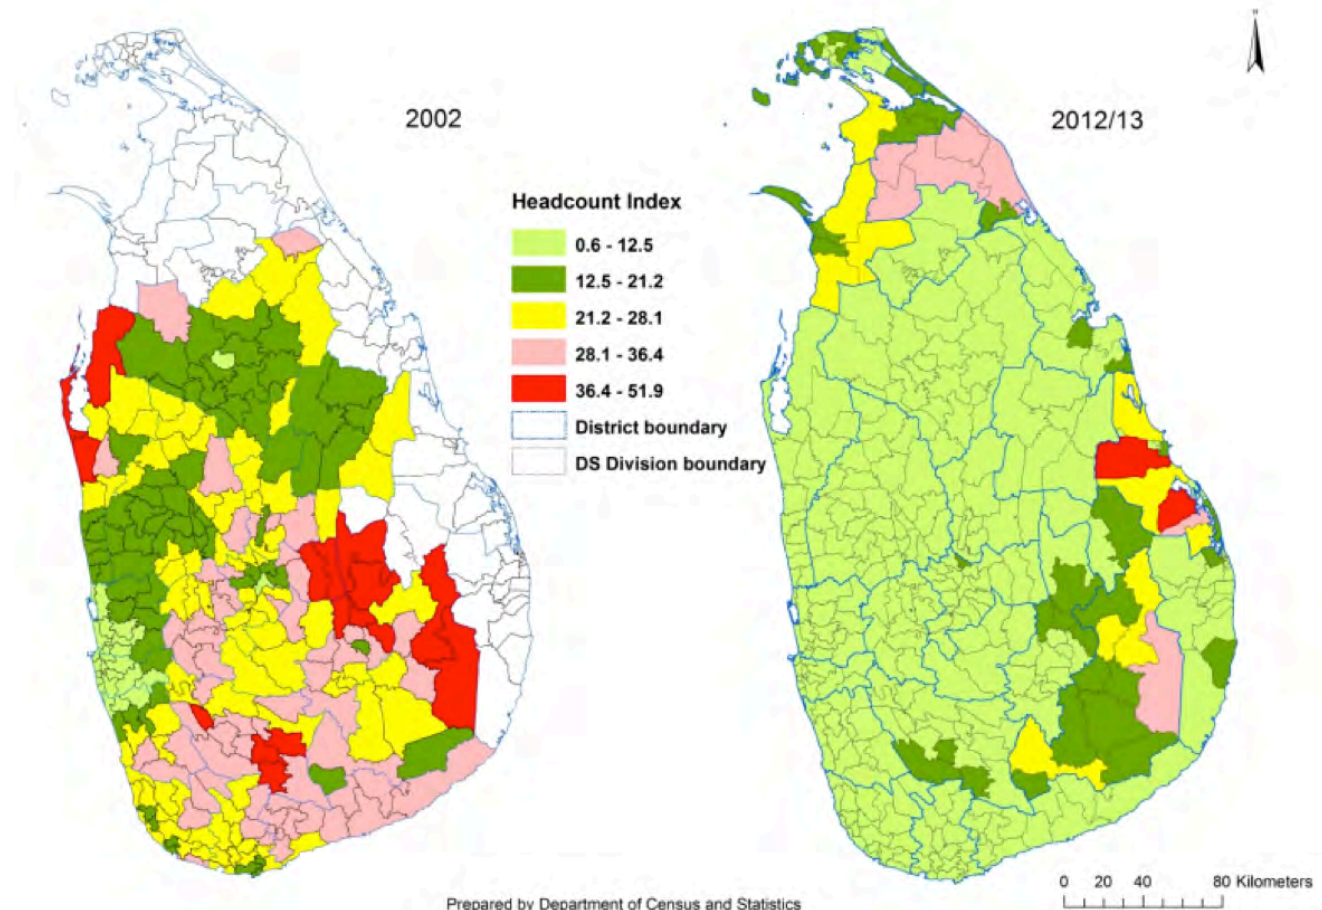 2002
2012/13
N
Headcount Index
0.6 - 12.5
12.5 - 21.2
21.2 - 28.1
28.1 - 36.4
36.4 - 51.9
District boundary
DS Division boundary
0 20 40 80 Kilometers
Prepared by Department of Census and Statistics